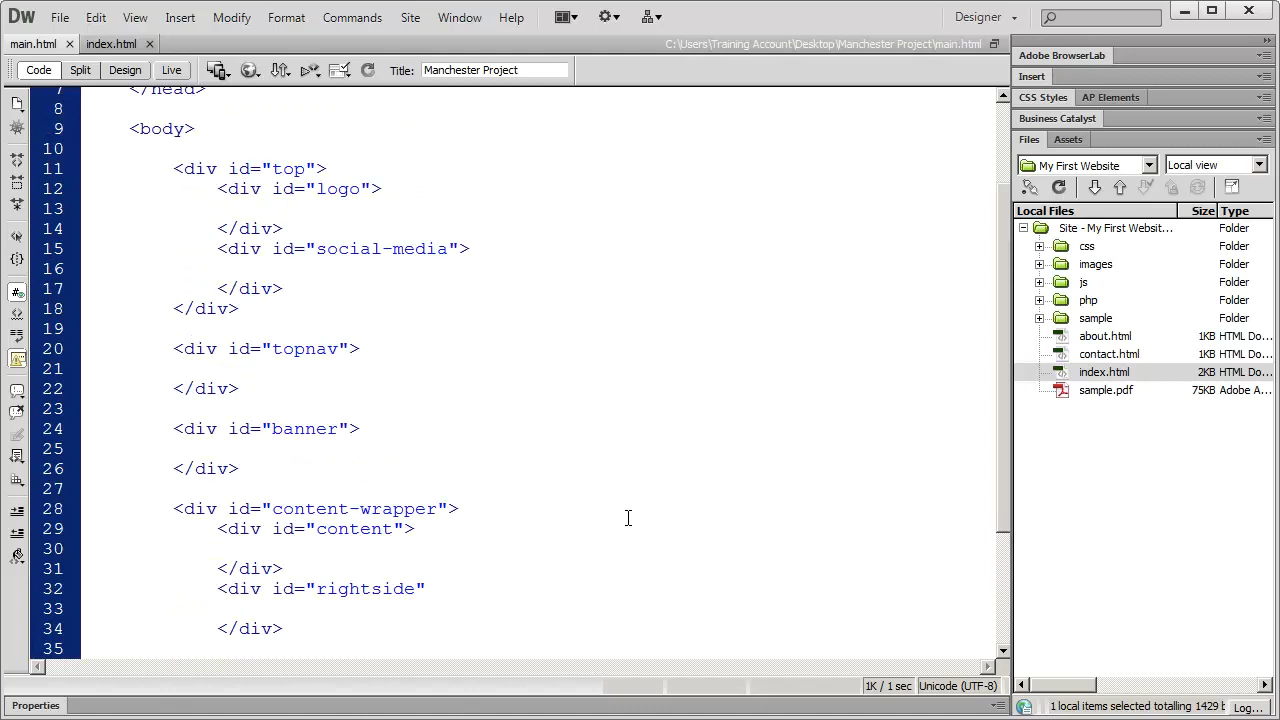 Dw File Edit View Insert Modify Format Commands Site Window Help Designer
main.html index.html C:\Users\Training Account\Desktop\Manchester Project\main.html
Code Split Design Live Title: Manchester Project
7 </head>
8
9 <body>
10
11 <div id="top">
12 <div id="logo">
13
14 </div>
15 <div id="social-media">
16
17 </div>
18 </div>
19
20 <div id="topnav">
21
22 </div>
23
24 <div id="banner">
25
26 </div>
27
28 <div id="content-wrapper">
29 <div id="content">
30
31 </div>
32 <div id="rightside"
33
34 </div>
35
1K / 1 sec Unicode (UTF-8)
Properties
Adobe BrowserLab
Insert
CSS Styles AP Elements
Business Catalyst
Files Assets
My First Website Local view
Local Files Size Type
Site - My First Websit... Folder
css Folder
images Folder
js Folder
php Folder
sample Folder
about.html 1KB HTML Do...
contact.html 1KB HTML Do...
index.html 2KB HTML Do...
sample.pdf 75KB Adobe A...
1 local items selected totalling 1429 b Log...